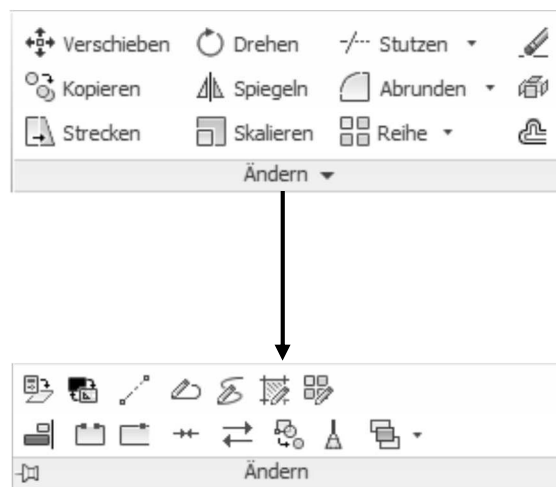 Verschieben Drehen Stutzen
Kopieren Spiegeln Abrunden
Strecken Skalieren Reihe
Ändern
Ändern